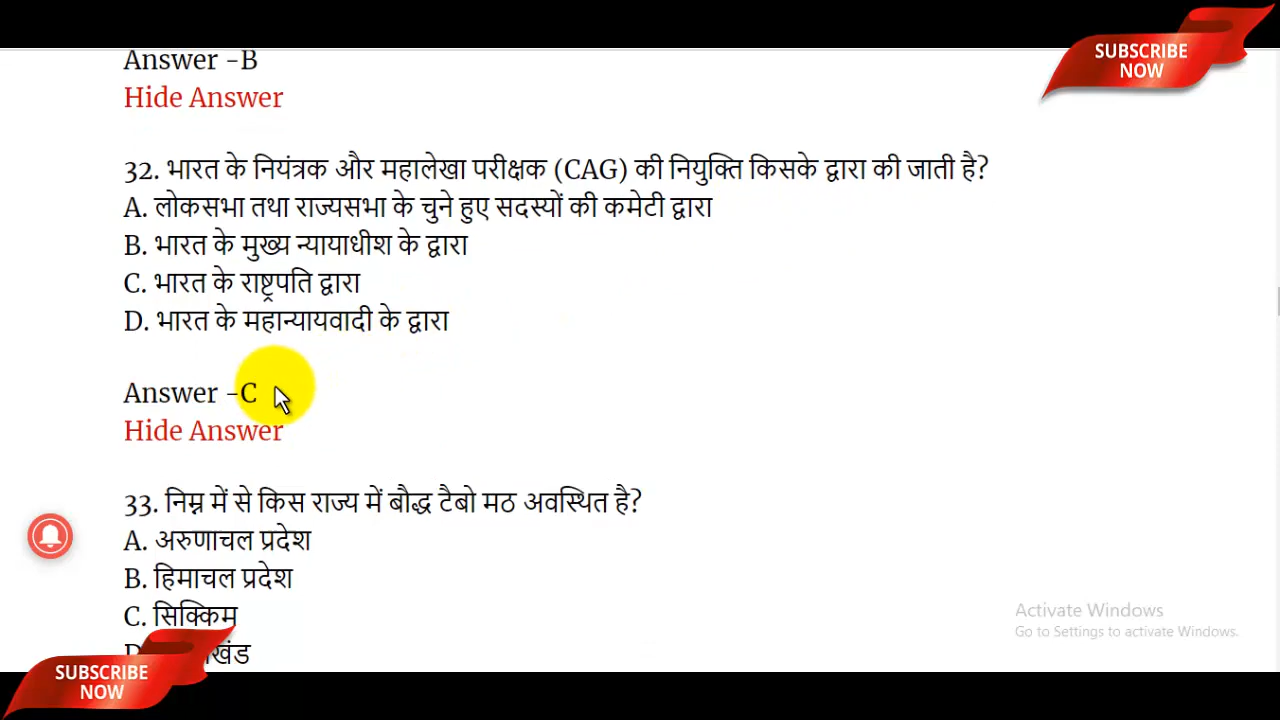 Answer -B
Hide Answer
SUBSCRIBE
NOW
32. भारत के नियंत्रक और महालेखा परीक्षक (CAG) की नियुक्ति किसके द्वारा की जाती है?
A. लोकसभा तथा राज्यसभा के चुने हुए सदस्यों की कमेटी द्वारा
B. भारत के मुख्य न्यायाधीश के द्वारा
C. भारत के राष्ट्रपति द्वारा
D. भारत के महान्यायवादी के द्वारा
Answer -C
Hide Answer
33. निम्न में से किस राज्य में बौद्ध टैबो मठ अवस्थित है?
A. अरुणाचल प्रदेश
B. हिमाचल प्रदेश
C. सिक्किम
Activate Windows
Go to Settings to activate Windows.
SUBSCRIBE
NOW